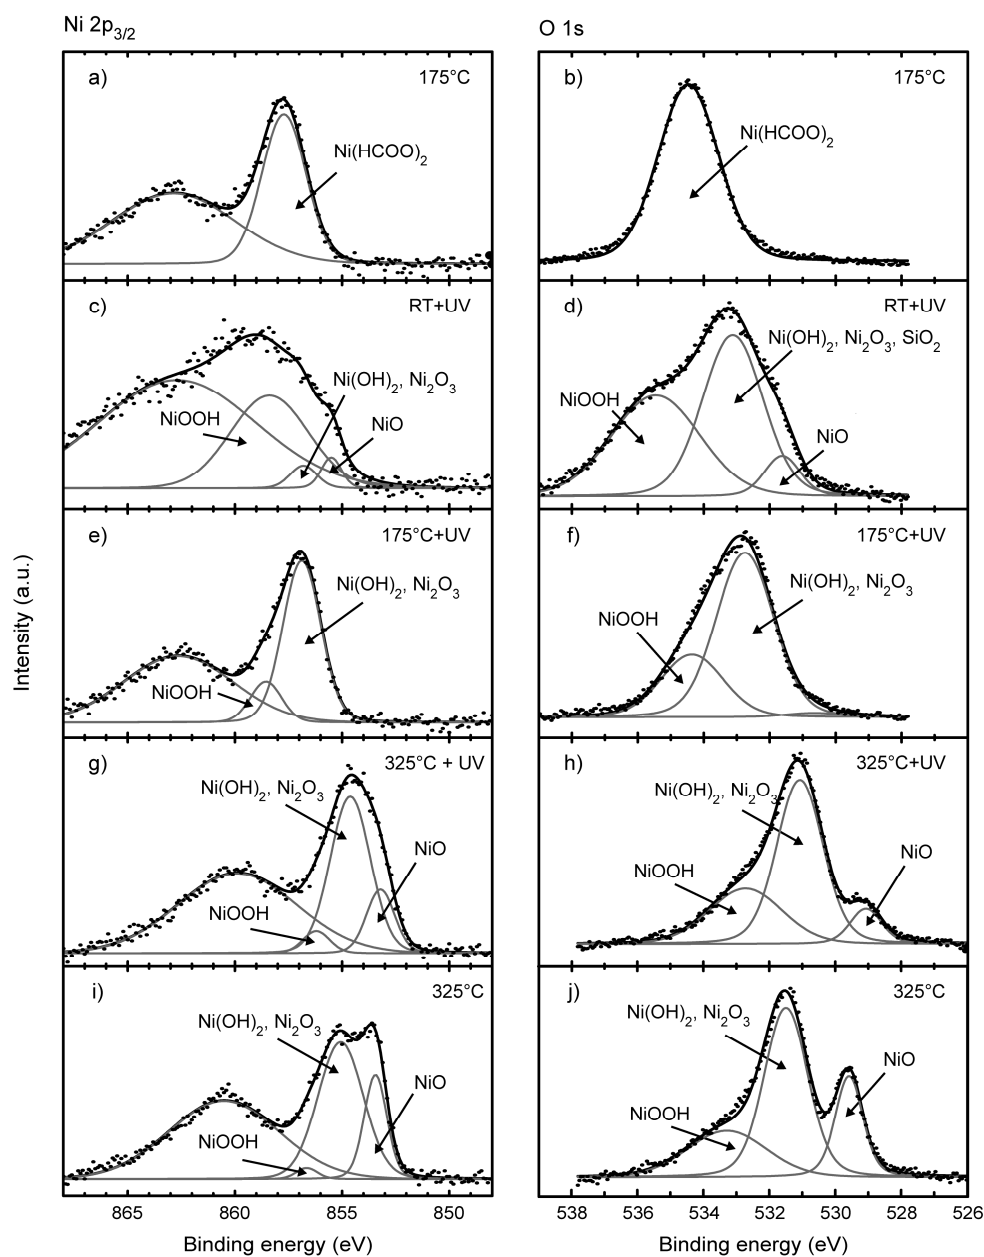 Ni 2p3/2
O 1s
a)
175°C
Ni(HCOO)2
b)
175°C
Ni(HCOO)2
c)
RT+UV
Ni(OH)2, Ni2O3
NiOOH
NiO
d)
RT+UV
Ni(OH)2, Ni2O3, SiO2
NiOOH
NiO
e)
175°C+UV
Ni(OH)2, Ni2O3
NiOOH
f)
175°C+UV
Ni(OH)2, Ni2O3
NiOOH
g)
325°C + UV
Ni(OH)2, Ni2O3
NiO
NiOOH
h)
325°C+UV
Ni(OH)2, Ni2O3
NiO
NiOOH
i)
325°C
Ni(OH)2, Ni2O3
NiO
NiOOH
j)
325°C
Ni(OH)2, Ni2O3
NiO
NiOOH
Intensity (a.u.)
865 860 855 850
538 536 534 532 530 528 526
Binding energy (eV)
Binding energy (eV)